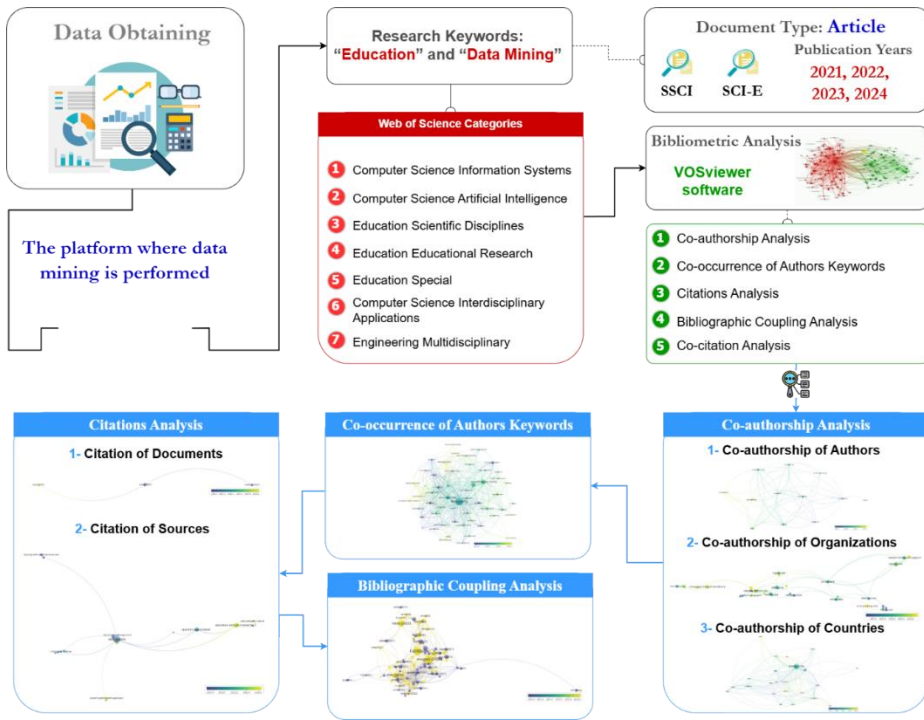 Data Obtaining
The platform where data
mining is performed
Research Keywords:
“Education” and “Data Mining”
Document Type: Article
SSCI
SCI-E
Publication Years
2021, 2022,
2023, 2024
Web of Science Categories
1 Computer Science Information Systems
2 Computer Science Artificial Intelligence
3 Education Scientific Disciplines
4 Education Educational Research
5 Education Special
6 Computer Science Interdisciplinary
Applications
7 Engineering Multidisciplinary
Bibliometric Analysis
VOSviewer
software
1 Co-authorship Analysis
2 Co-occurrence of Authors Keywords
3 Citations Analysis
4 Bibliographic Coupling Analysis
5 Co-citation Analysis
Co-authorship Analysis
1- Co-authorship of Authors
2- Co-authorship of Organizations
3- Co-authorship of Countries
Co-occurrence of Authors Keywords
Citations Analysis
1- Citation of Documents
2- Citation of Sources
Bibliographic Coupling Analysis